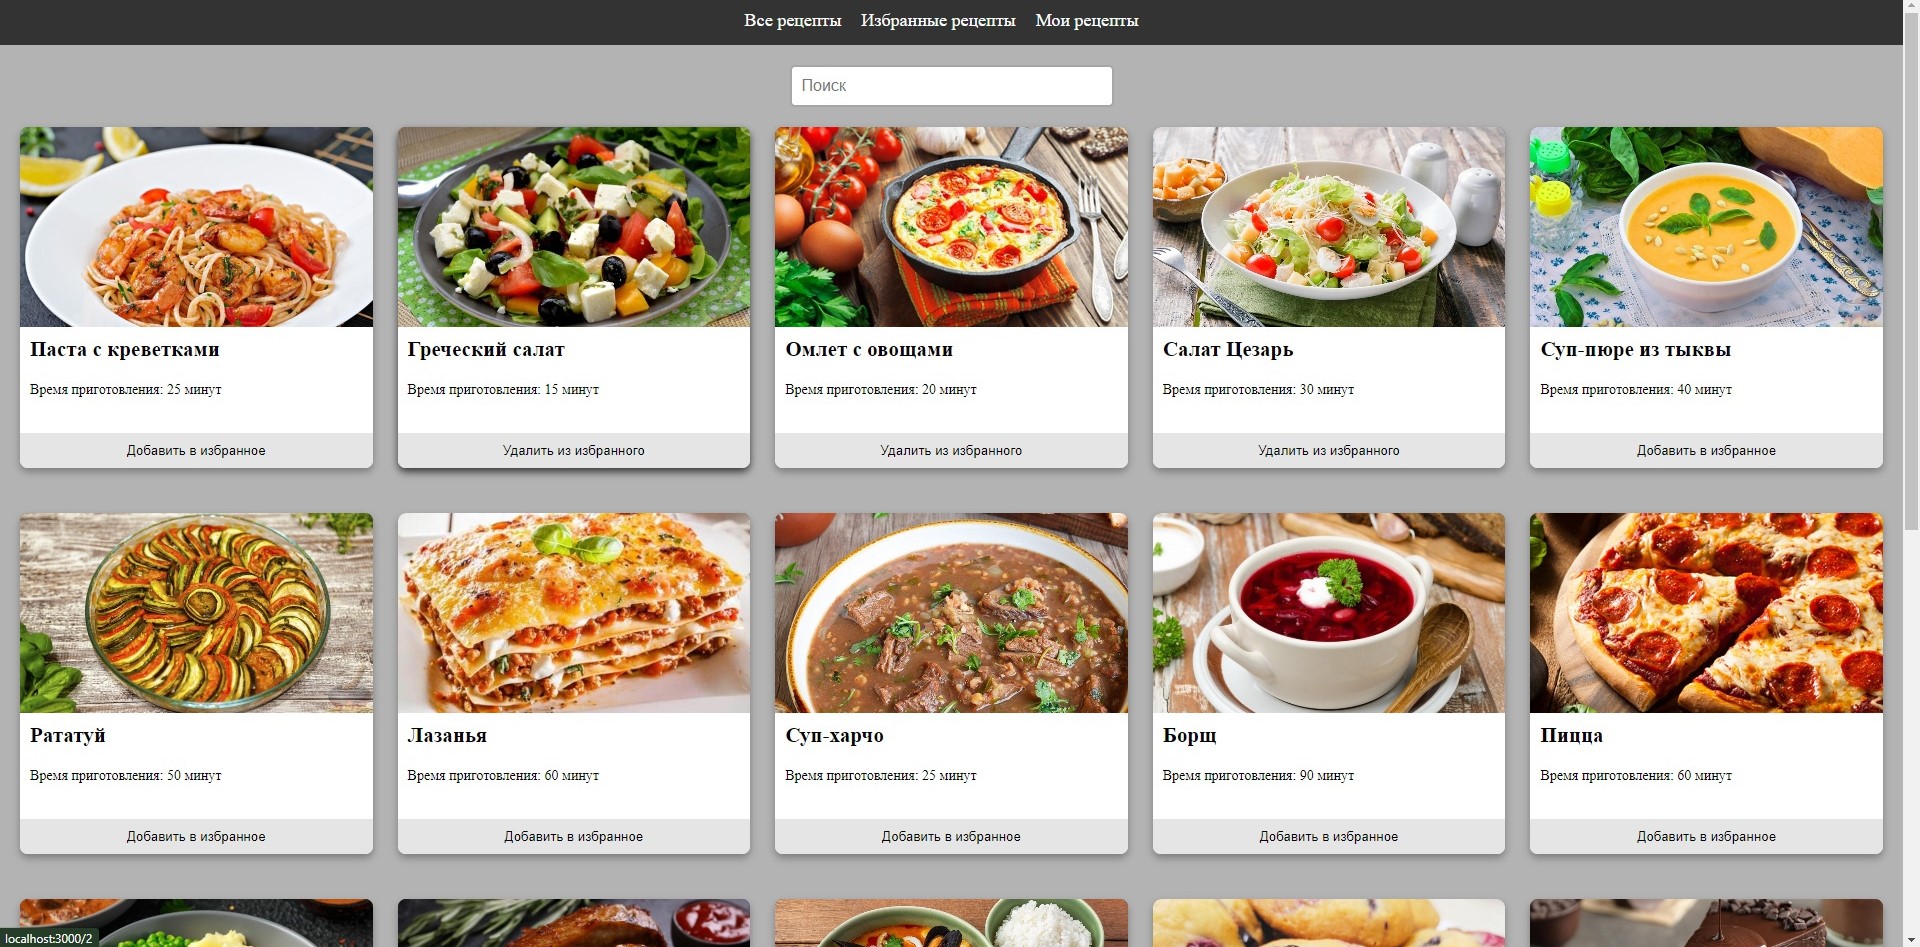 Все рецепты Избранные рецепты Мои рецепты
Поиск
Паста с креветками
Время приготовления: 25 минут
Добавить в избранное
Греческий салат
Время приготовления: 15 минут
Удалить из избранного
Омлет с овощами
Время приготовления: 20 минут
Удалить из избранного
Салат Цезарь
Время приготовления: 30 минут
Удалить из избранного
Суп-пюре из тыквы
Время приготовления: 40 минут
Добавить в избранное
Рататуй
Время приготовления: 50 минут
Добавить в избранное
Лазанья
Время приготовления: 60 минут
Добавить в избранное
Суп-харчо
Время приготовления: 25 минут
Добавить в избранное
Борщ
Время приготовления: 90 минут
Добавить в избранное
Пицца
Время приготовления: 60 минут
Добавить в избранное
localhost:3000/2